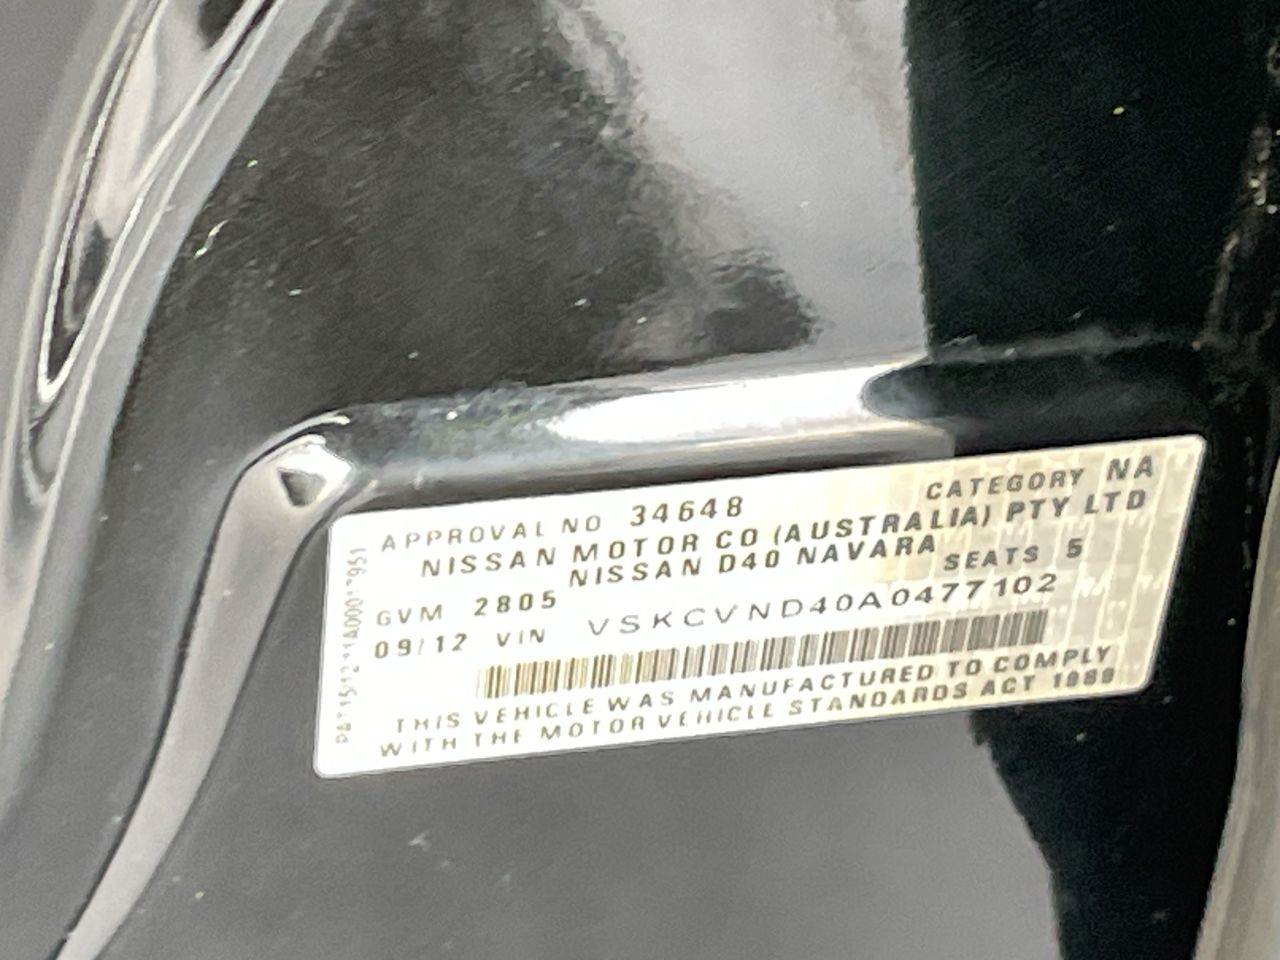 APPROVAL NO 34648 CATEGORY NA
NISSAN MOTOR CO (AUSTRALIA) PTY LTD
NISSAN D40 NAVARA
GVM 2805 SEATS 5
09/12 VIN VSKCVND40A0477102
THIS VEHICLE WAS MANUFACTURED TO COMPLY
WITH THE MOTOR VEHICLE STANDARDS ACT 1989